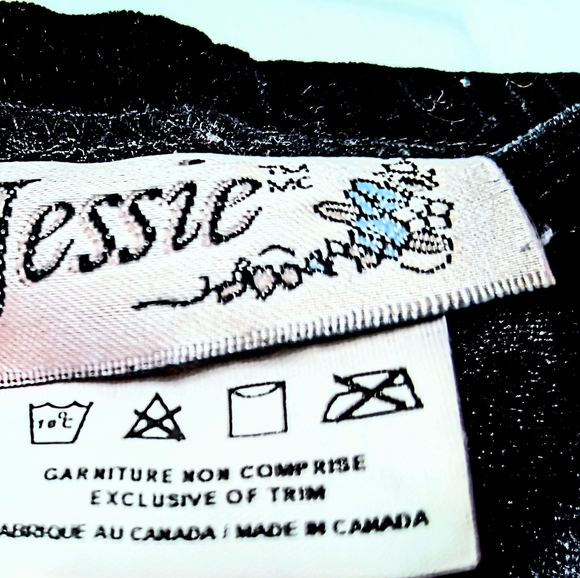 Jessie TM
MC
10°C
GARNITURE NON COMPRISE
EXCLUSIVE OF TRIM
ABRIQUE AU CANADA / MADE IN CANADA